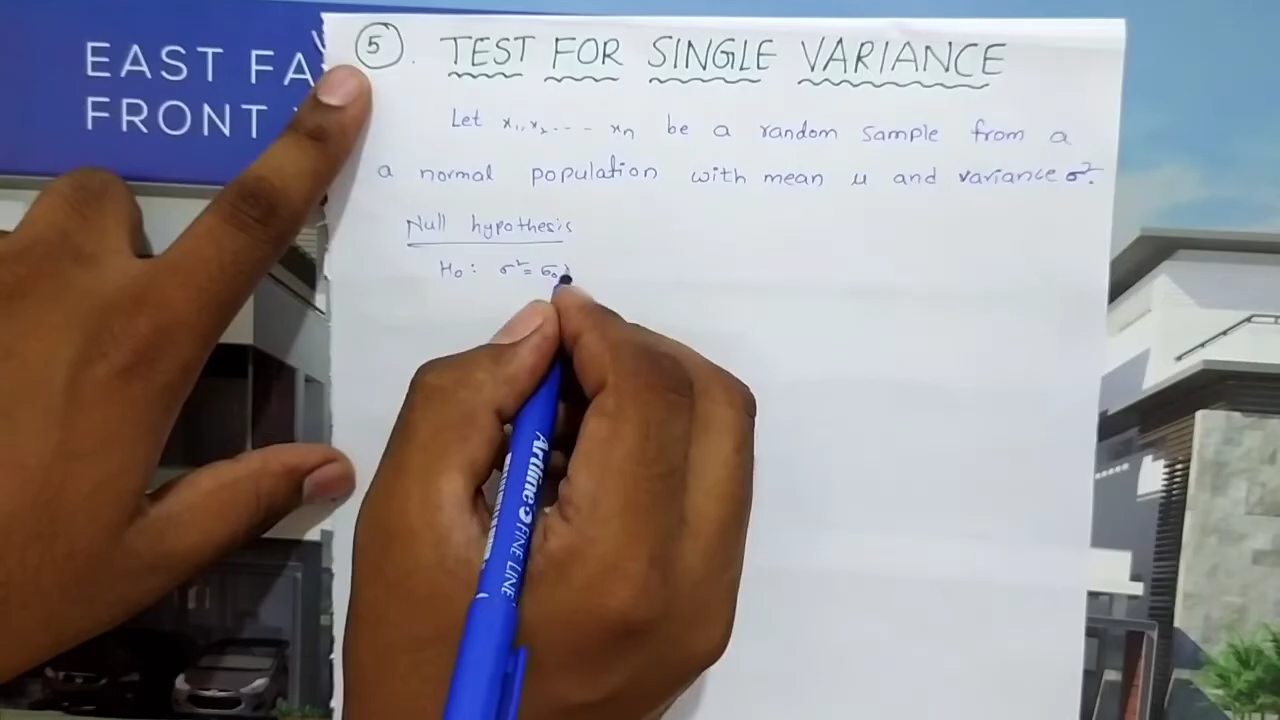 EAST FA
FRONT
5. TEST FOR SINGLE VARIANCE
Let x₁, x₂ ... xn be a random sample from a
a normal population with mean μ and variance σ².
Null hypothesis
H₀ : σ² = σ₀²
Artline FINE LINE